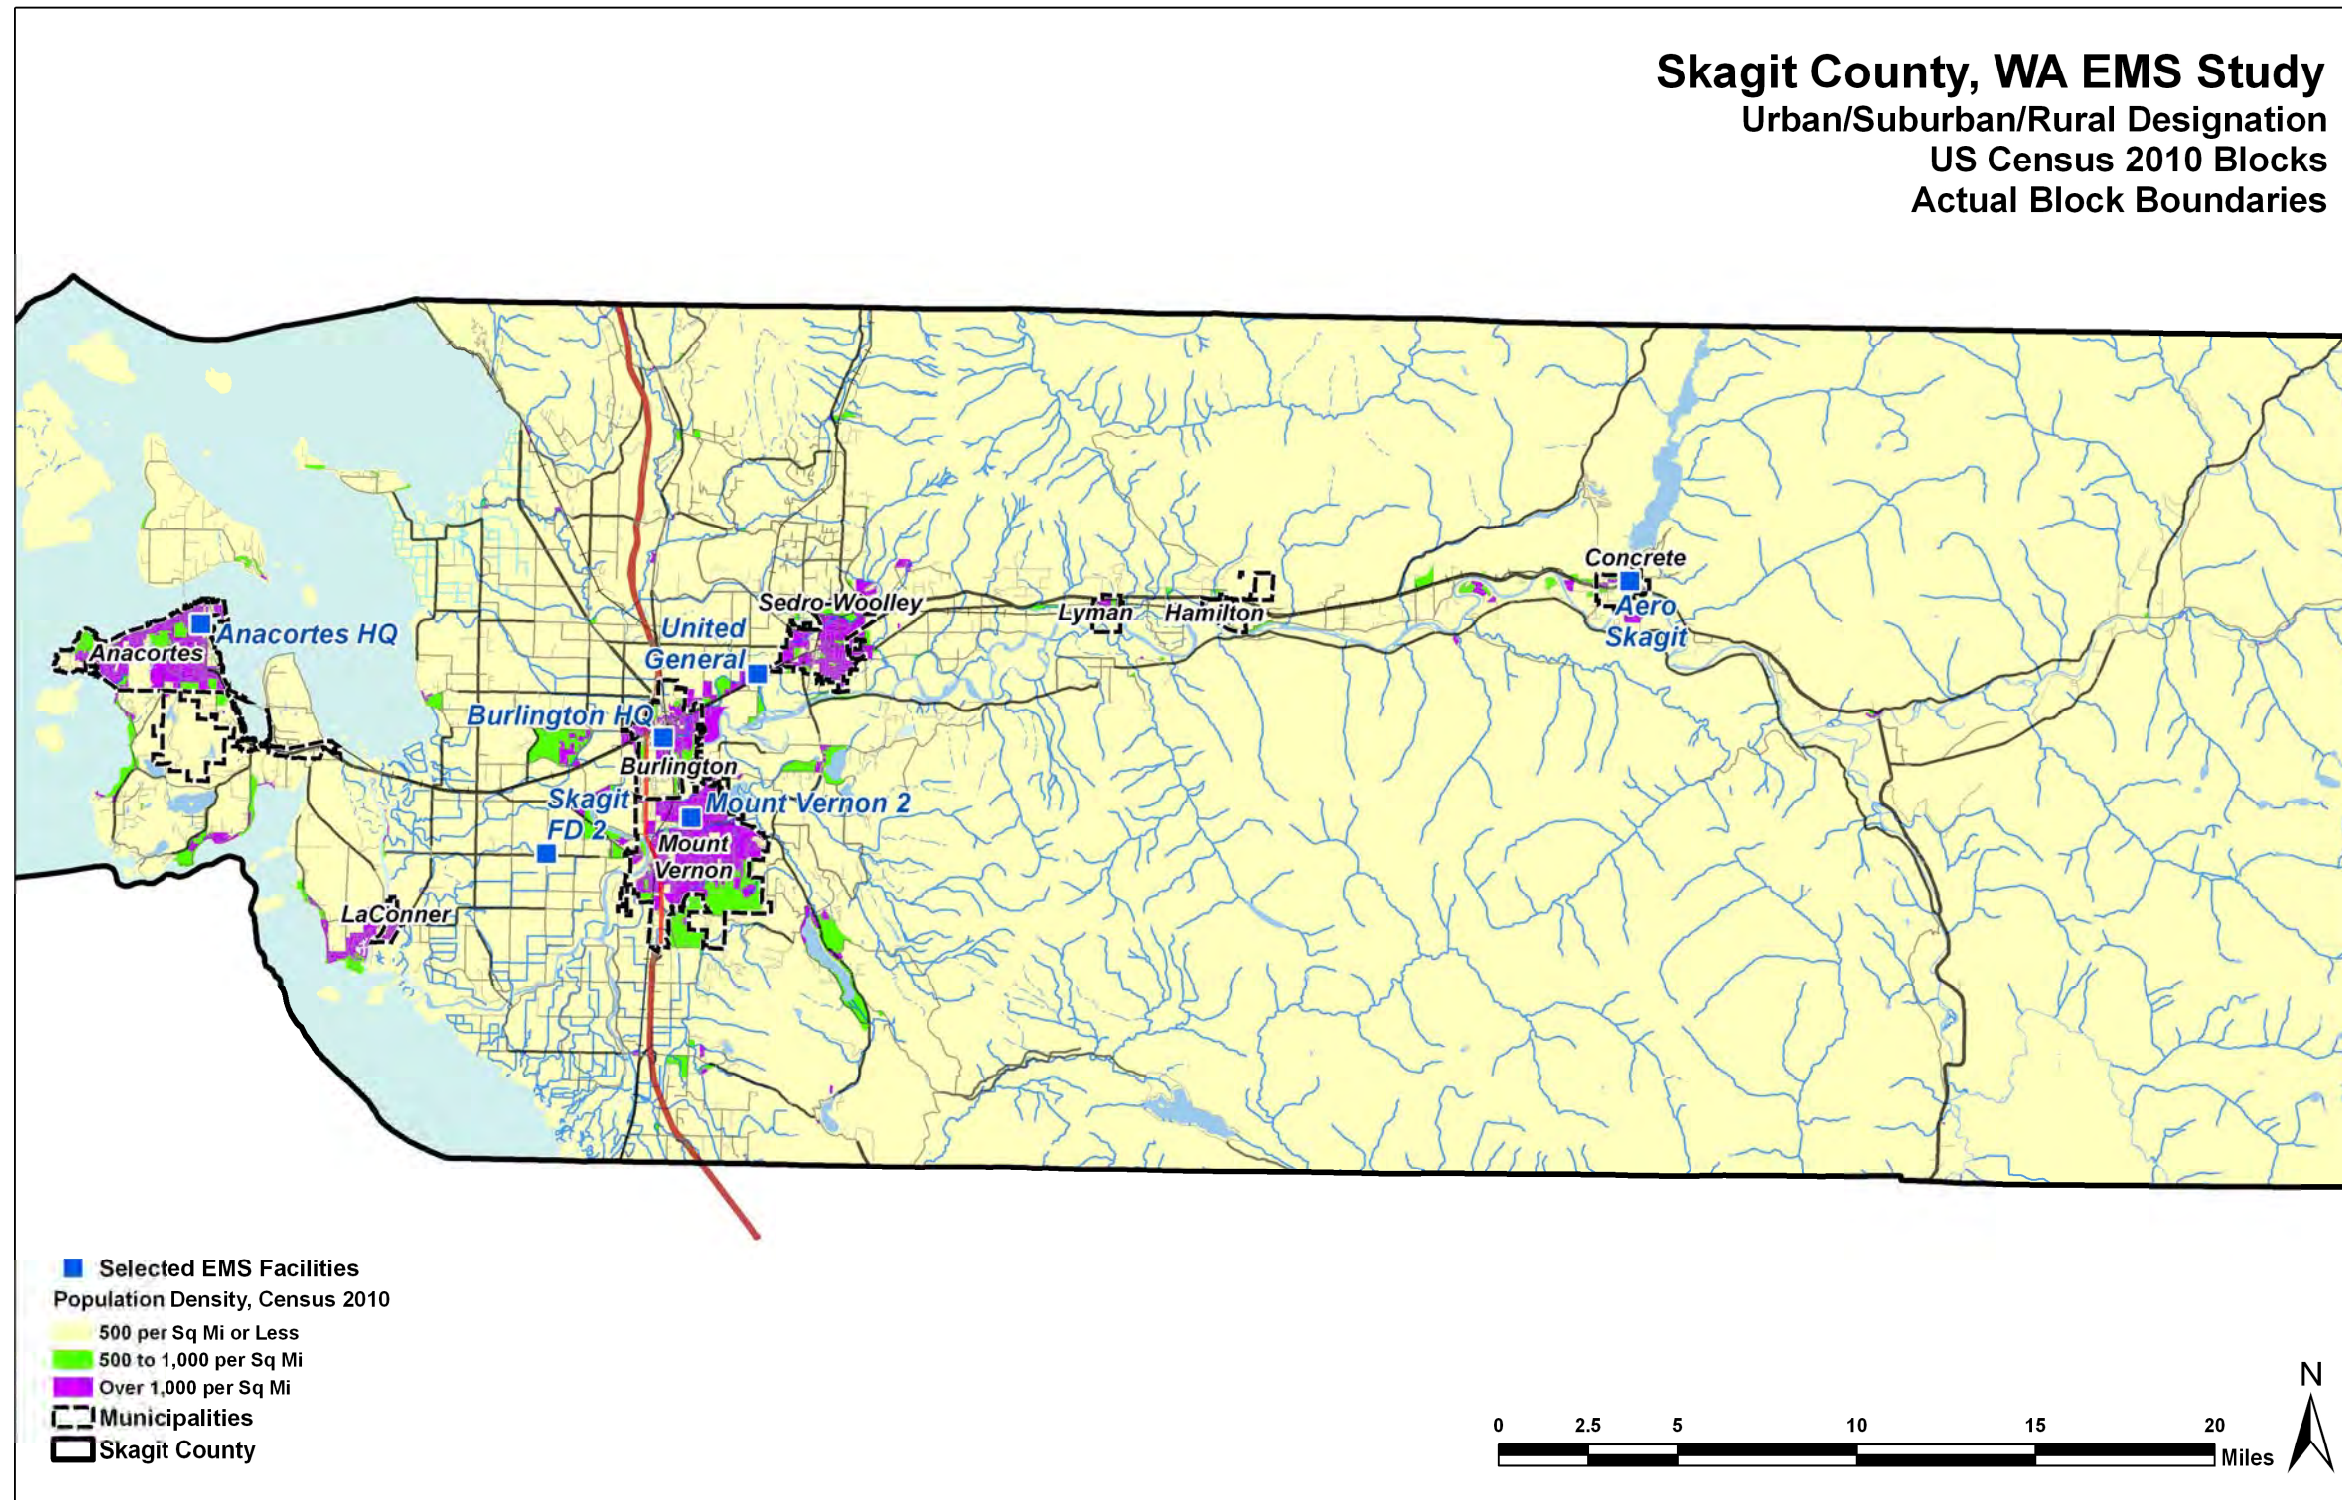 Skagit County, WA EMS Study
Urban/Suburban/Rural Designation
US Census 2010 Blocks
Actual Block Boundaries
Concrete
Aero
Skagit
Sedro-Woolley
Lyman
Hamilton
United
General
Anacortes HQ
Anacortes
Burlington HQ
Burlington
Skagit
FD 2
Mount Vernon 2
Mount
Vernon
LaConner
Selected EMS Facilities
Population Density, Census 2010
500 per Sq Mi or Less
500 to 1,000 per Sq Mi
Over 1,000 per Sq Mi
Municipalities
Skagit County
N
0 2.5 5 10 15 20
Miles